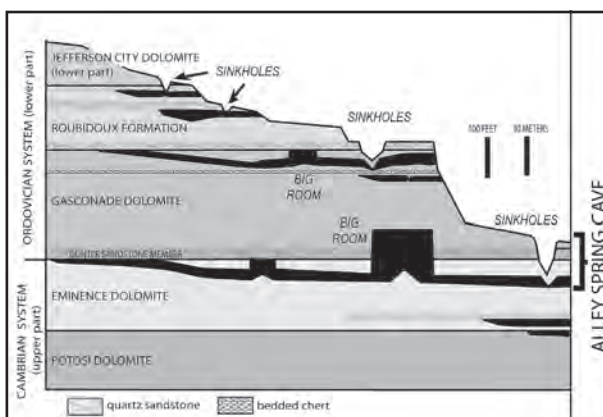 JEFFERSON CITY DOLOMITE
(lower part)
SINKHOLES
ROUBIDOUX FORMATION
SINKHOLES
100 FEET
30 METERS
BIG
ROOM
GASCONADE DOLOMITE
BIG
ROOM
SINKHOLES
GUNTER SANDSTONE MEMBER
EMINENCE DOLOMITE
POTOSI DOLOMITE
ORDOVICIAN SYSTEM (lower part)
CAMBRIAN SYSTEM
(upper part)
ALLEY SPRING CAVE
quartz sandstone
bedded chert